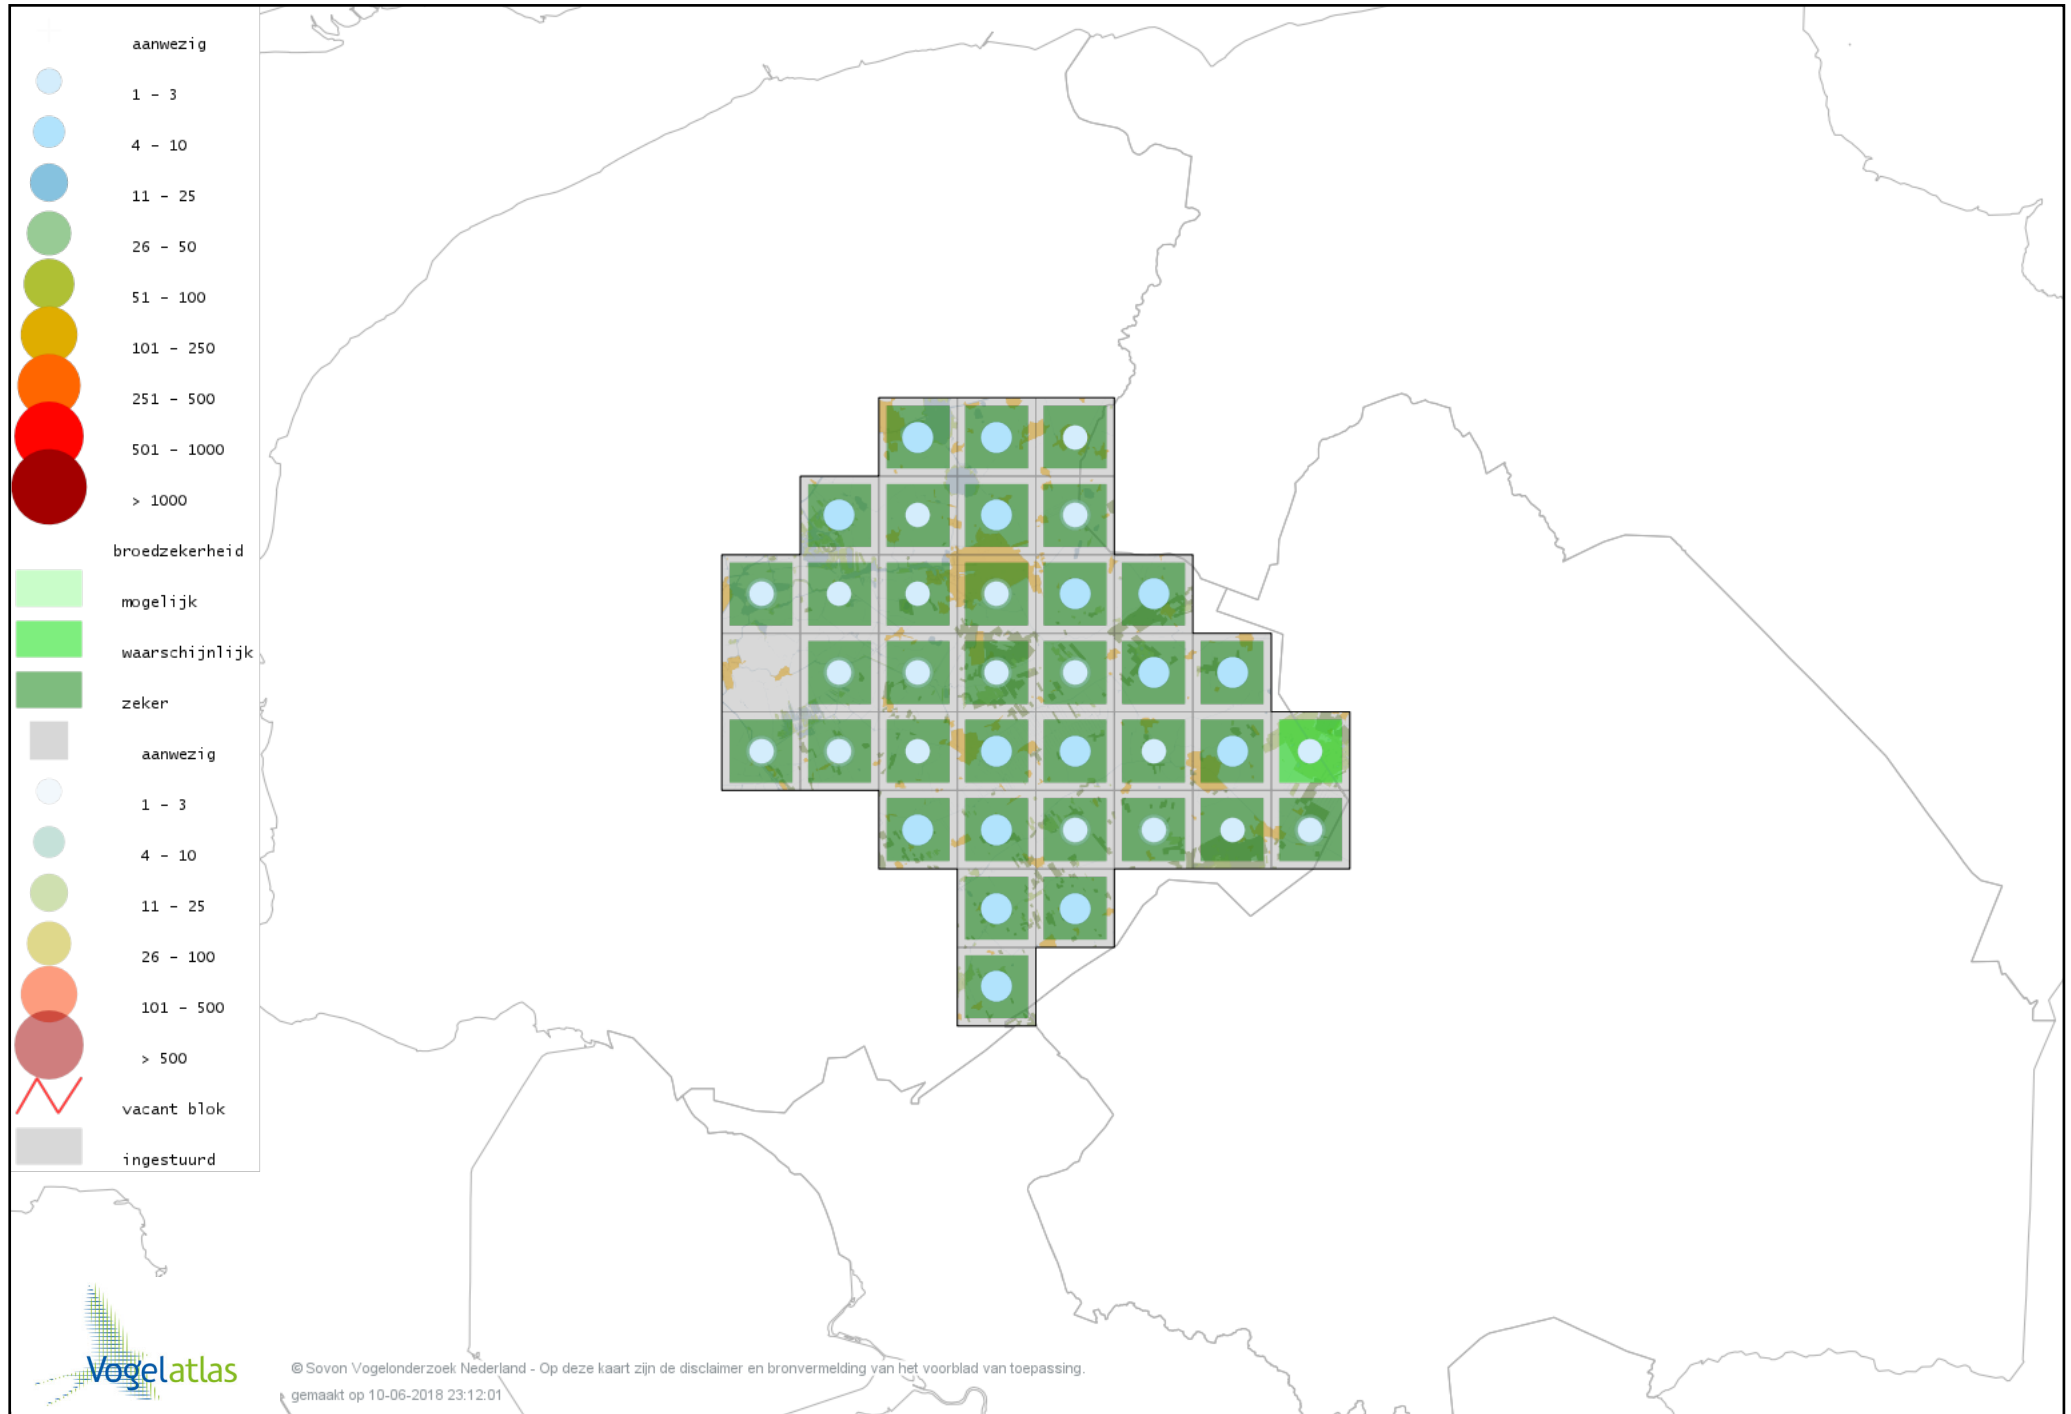 aanwezig
1 - 3
4 - 10
11 - 25
26 - 50
51 - 100
101 - 250
251 - 500
501 - 1000
> 1000
broedzekerheid
mogelijk
waarschijnlijk
zeker
aanwezig
1 - 3
4 - 10
11 - 25
26 - 100
101 - 500
> 500
vacant blok
ingestuurd
Vogelatlas
© Sovon Vogelonderzoek Nederland - Op deze kaart zijn de disclaimer en bronvermelding van het voorblad van toepassing.
gemaakt op 10-06-2018 23:12:01